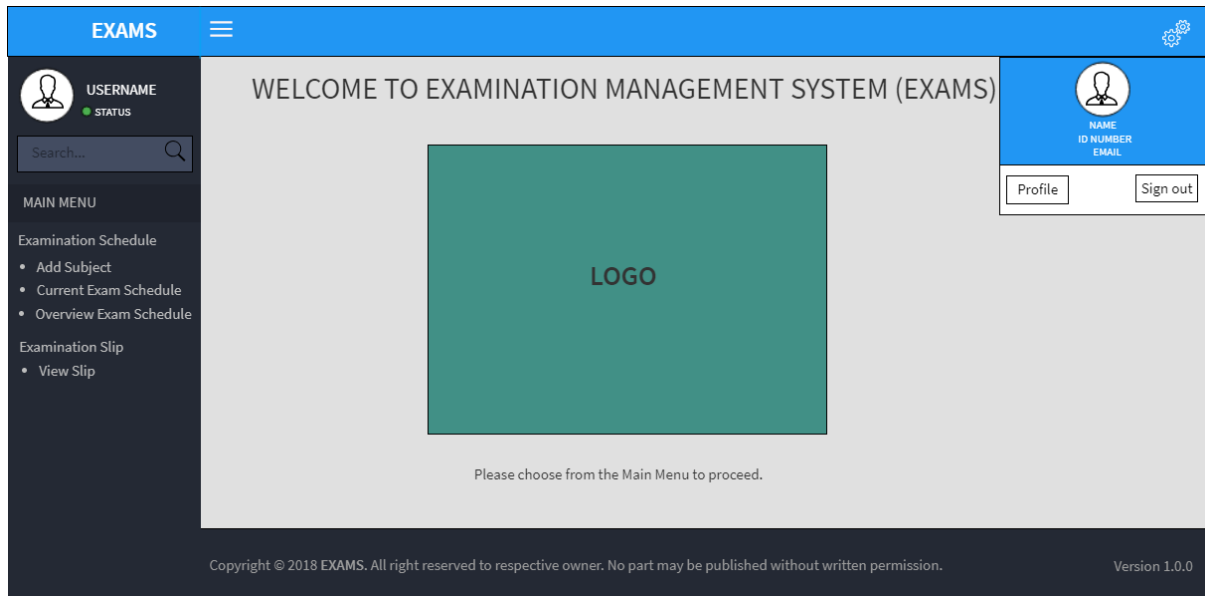 EXAMS
USERNAME
STATUS
Search...
MAIN MENU
Examination Schedule
• Add Subject
• Current Exam Schedule
• Overview Exam Schedule
Examination Slip
• View Slip
WELCOME TO EXAMINATION MANAGEMENT SYSTEM (EXAMS)
LOGO
Please choose from the Main Menu to proceed.
NAME
ID NUMBER
EMAIL
Profile
Sign out
Copyright © 2018 EXAMS. All right reserved to respective owner. No part may be published without written permission.
Version 1.0.0